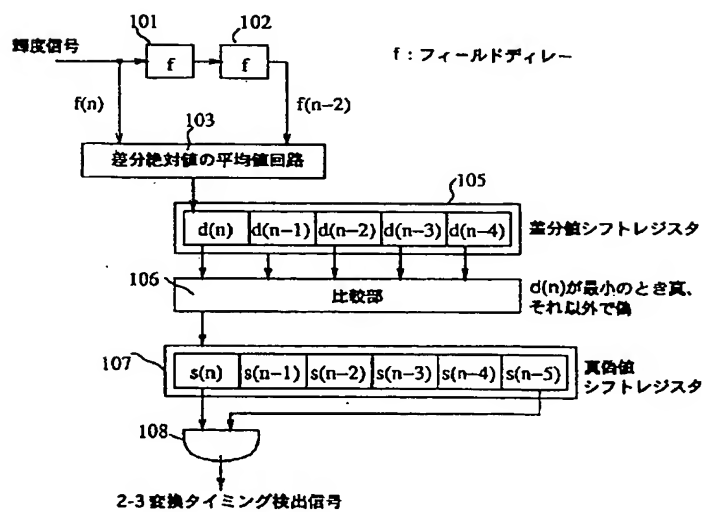 101
102
輝度信号
f
f
f：フィールドディレー
f(n)
f(n−2)
103
差分絶対値の平均値回路
105
d(n) d(n−1) d(n−2) d(n−3) d(n−4)
差分値シフトレジスタ
106
比較部
d(n)が最小のとき真、
それ以外で偽
107
s(n) s(n−1) s(n−2) s(n−3) s(n−4) s(n−5)
真偽値
シフトレジスタ
108
2-3変換タイミング検出信号